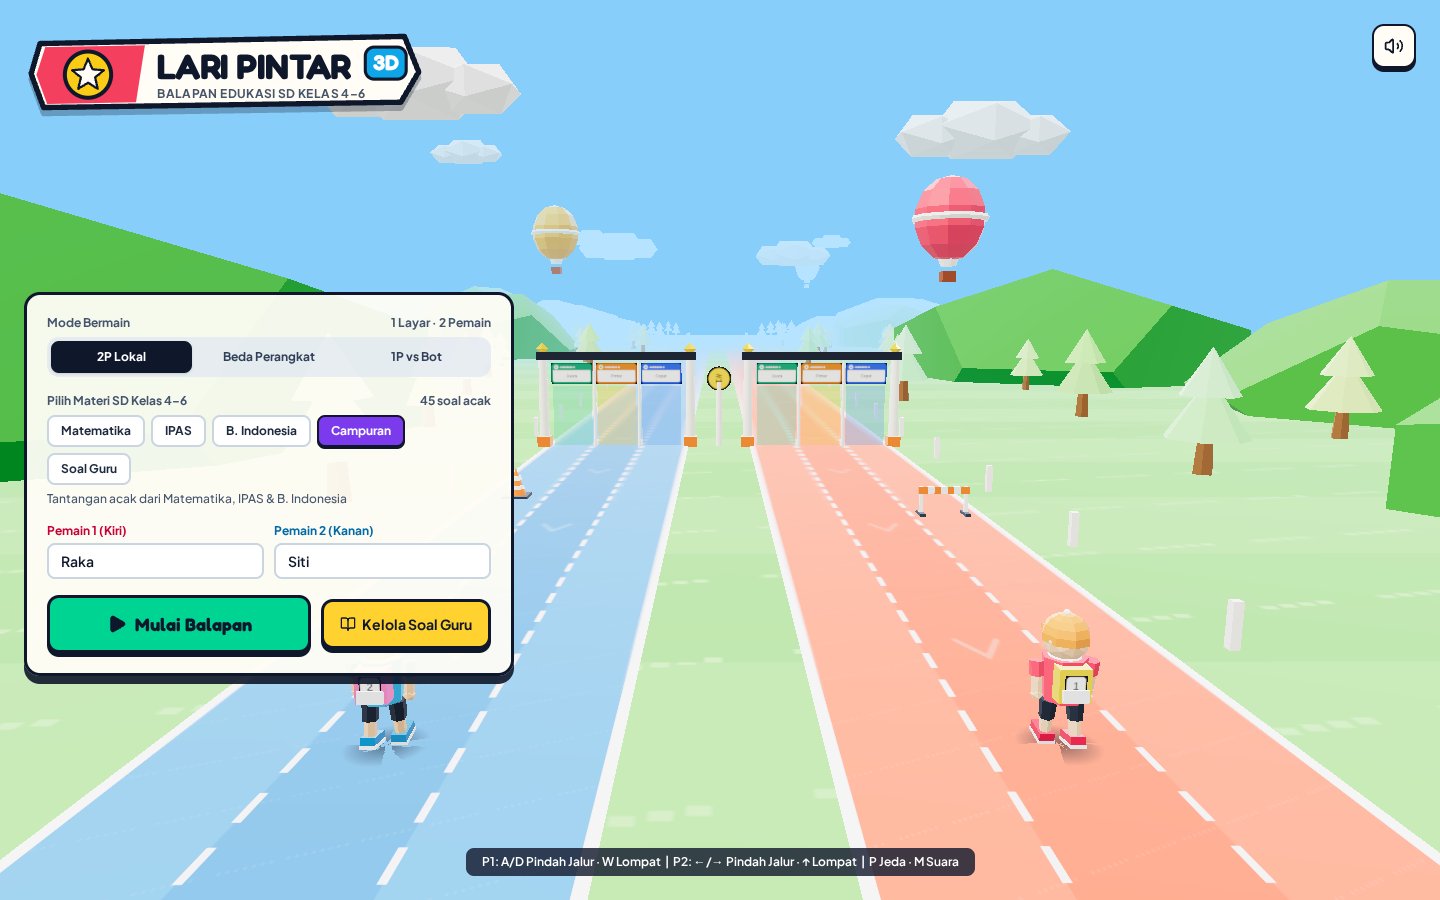 LARI PINTAR 3D
BALAPAN EDUKASI SD KELAS 4–6
Mode Bermain 1 Layar · 2 Pemain
2P Lokal Beda Perangkat 1P vs Bot
Pilih Materi SD Kelas 4–6 45 soal acak
Matematika IPAS B. Indonesia Campuran
Soal Guru
Tantangan acak dari Matematika, IPAS & B. Indonesia
Pemain 1 (Kiri) Pemain 2 (Kanan)
Raka Siti
Mulai Balapan Kelola Soal Guru
2
1
P1: A/D Pindah Jalur · W Lompat | P2: ←/→ Pindah Jalur · ↑ Lompat | P Jeda · M Suara